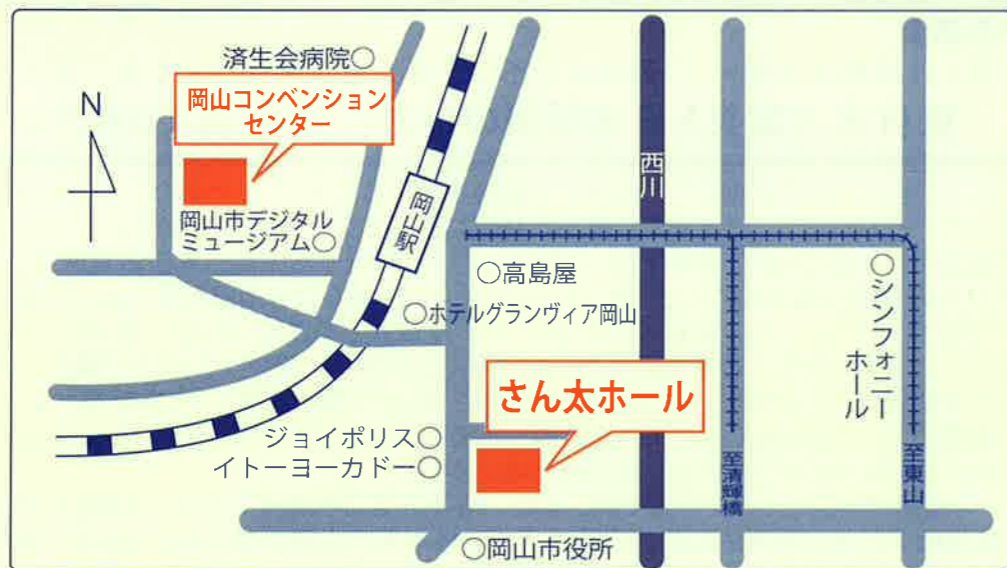 済生会病院○
岡山コンベンション
センター
N
岡山市デジタル
ミュージアム○
岡山駅
西川
○高島屋
○ホテルグランヴィア岡山
○シンフォニー
ホール
さん太ホール
ジョイポリス○
イトーヨーカドー○
至清輝橋
至東山
○岡山市役所